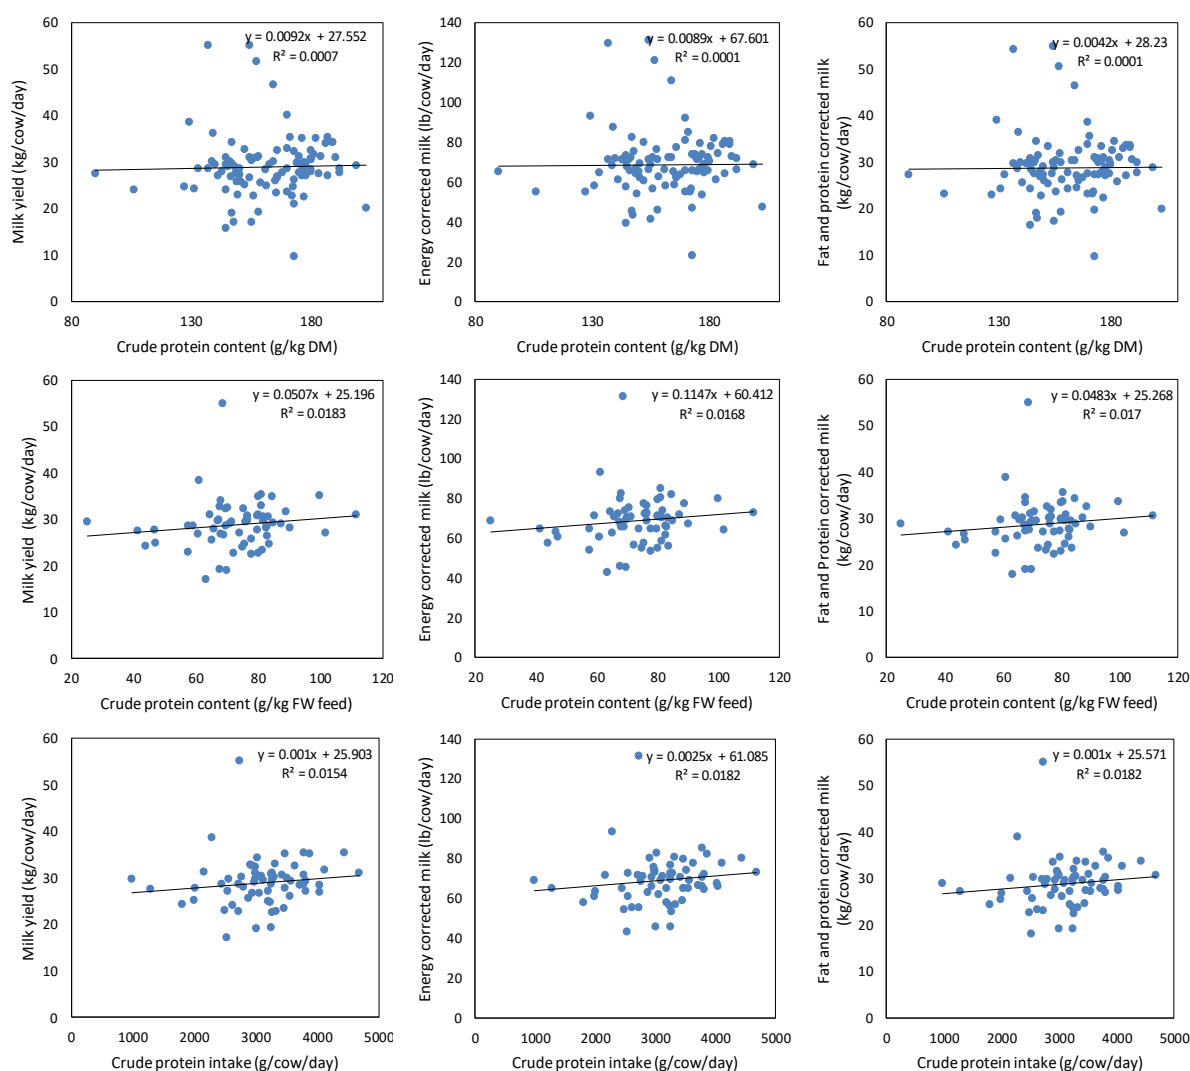 Milk yield (kg/cow/day)
60
50
40
30
20
10
0
y = 0.0092x + 27.552
R² = 0.0007
80 130 180
Crude protein content (g/kg DM)
Energy corrected milk (lb/cow/day)
140
120
100
80
60
40
20
0
y = 0.0089x + 67.601
R² = 0.0001
80 130 180
Crude protein content (g/kg DM)
Fat and protein corrected milk
(kg/cow/day)
60
50
40
30
20
10
0
y = 0.0042x + 28.23
R² = 0.0001
80 130 180
Crude protein content (g/kg DM)
Milk yield (kg/cow/day)
60
50
40
30
20
10
0
y = 0.0507x + 25.196
R² = 0.0183
20 40 60 80 100 120
Crude protein content (g/kg FW feed)
Energy corrected milk (lb/cow/day)
140
120
100
80
60
40
20
0
y = 0.1147x + 60.412
R² = 0.0168
20 40 60 80 100 120
Crude protein content (g/kg FW feed)
Fat and Protein corrected milk
(kg/cow/day)
60
50
40
30
20
10
0
y = 0.0483x + 25.268
R² = 0.017
20 40 60 80 100 120
Crude protein content (g/kg FW feed)
Milk yield (kg/cow/day)
60
50
40
30
20
10
0
y = 0.001x + 25.903
R² = 0.0154
0 1000 2000 3000 4000 5000
Crude protein intake (g/cow/day)
Energy corrected milk (lb/cow/day)
140
120
100
80
60
40
20
0
y = 0.0025x + 61.085
R² = 0.0182
0 1000 2000 3000 4000 5000
Crude protein intake (g/cow/day)
Fat and protein corrected milk
(kg/cow/day)
60
50
40
30
20
10
0
y = 0.001x + 25.571
R² = 0.0182
0 1000 2000 3000 4000 5000
Crude protein intake (g/cow/day)